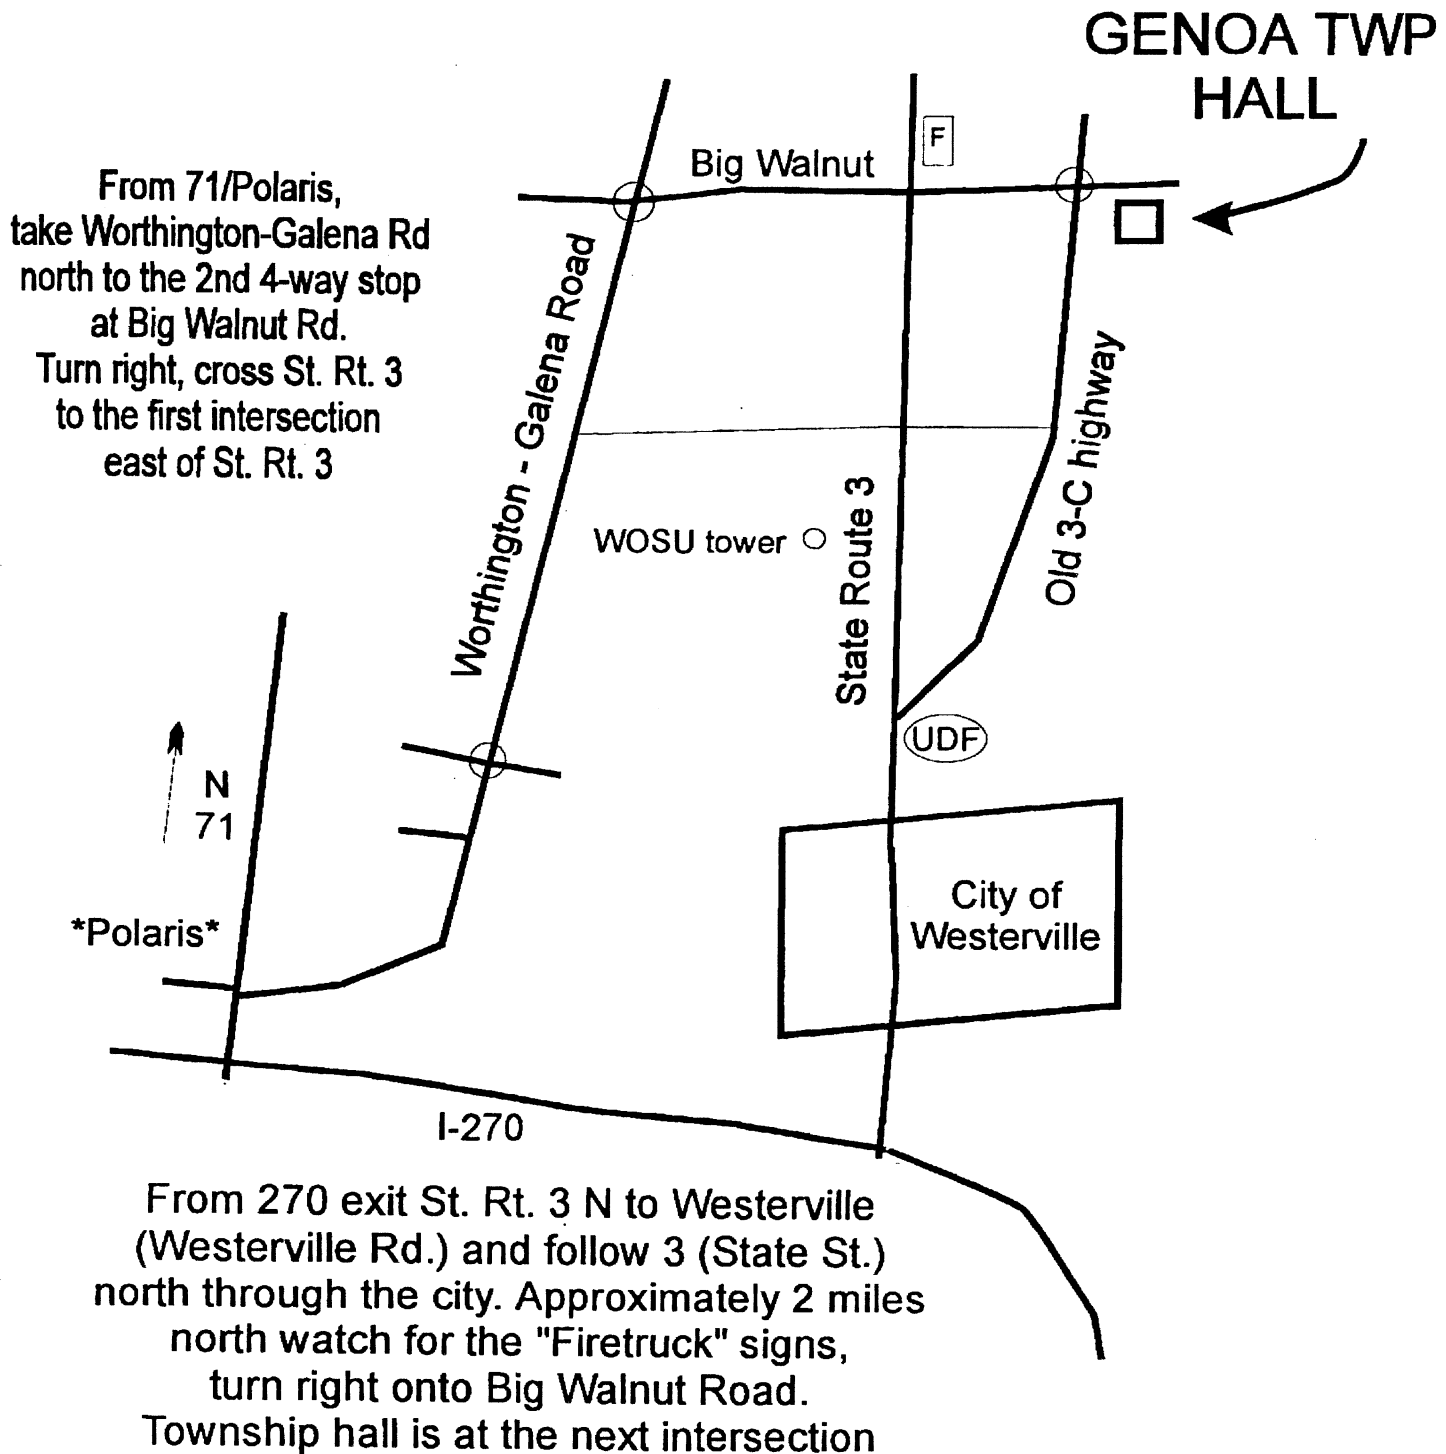 GENOA TWP
HALL
F
Big Walnut
From 71/Polaris,
take Worthington-Galena Rd
north to the 2nd 4-way stop
at Big Walnut Rd.
Turn right, cross St. Rt. 3
to the first intersection
east of St. Rt. 3
Worthington - Galena Road
Old 3-C highway
State Route 3
WOSU tower
UDF
N
71
*Polaris*
City of
Westerville
I-270
From 270 exit St. Rt. 3 N to Westerville
(Westerville Rd.) and follow 3 (State St.)
north through the city. Approximately 2 miles
north watch for the "Firetruck" signs,
turn right onto Big Walnut Road.
Township hall is at the next intersection